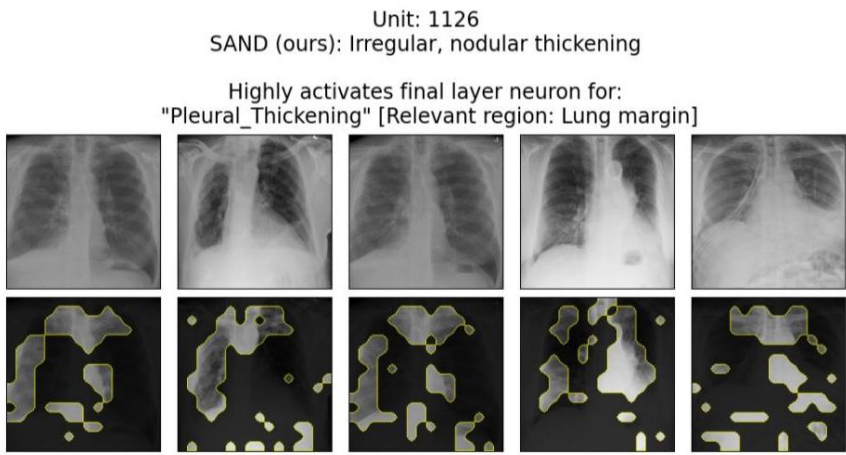 Unit: 1126
SAND (ours): Irregular, nodular thickening
Highly activates final layer neuron for:
"Pleural_Thickening" [Relevant region: Lung margin]